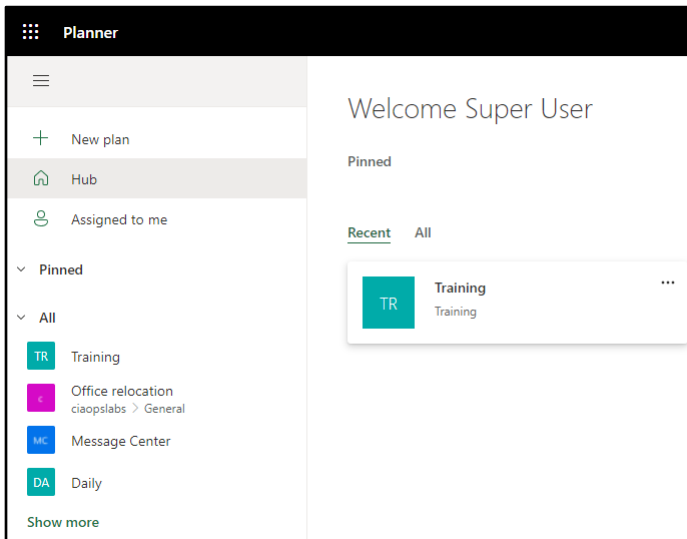 Planner
New plan
Hub
Assigned to me
Pinned
All
TR Training
c Office relocation
ciaopslabs > General
MC Message Center
DA Daily
Show more
Welcome Super User
Pinned
Recent All
TR Training
Training